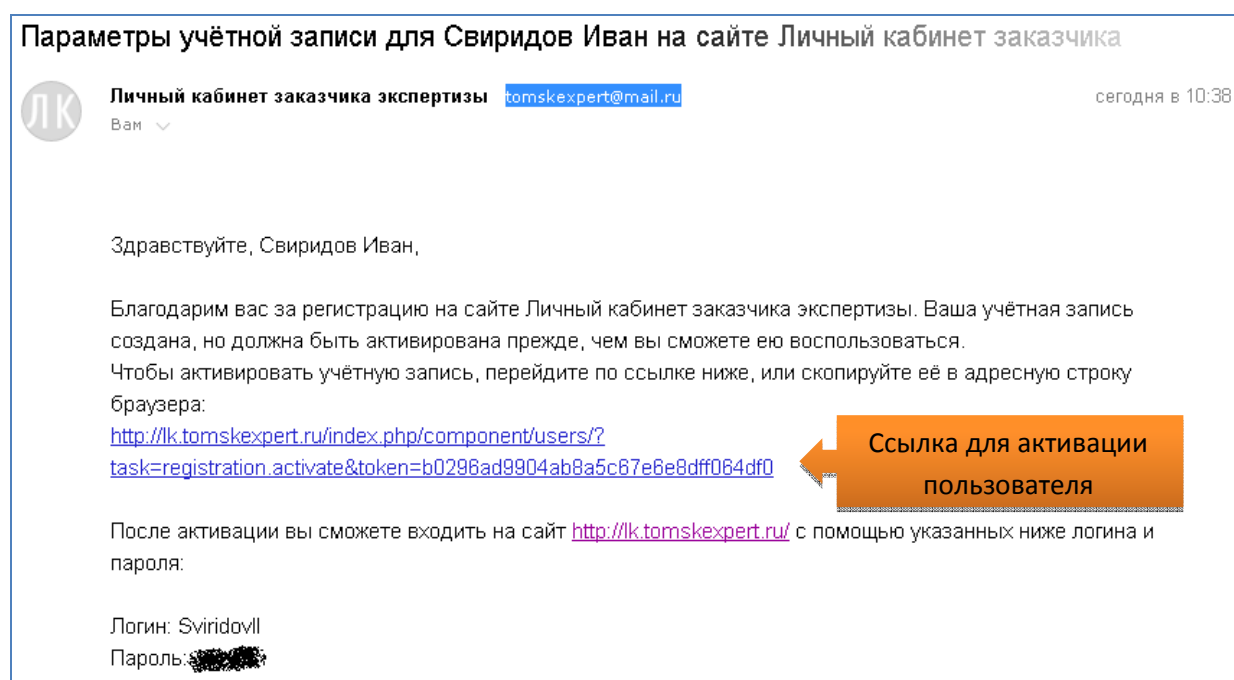 Параметры учётной записи для Свиридов Иван на сайте Личный кабинет заказчика
ЛК
Личный кабинет заказчика экспертизы tomskexpert@mail.ru
сегодня в 10:38
Вам
Здравствуйте, Свиридов Иван,
Благодарим вас за регистрацию на сайте Личный кабинет заказчика экспертизы. Ваша учётная запись
создана, но должна быть активирована прежде, чем вы сможете ею воспользоваться.
Чтобы активировать учётную запись, перейдите по ссылке ниже, или скопируйте её в адресную строку
браузера:
http://lk.tomskexpert.ru/index.php/component/users/?
task=registration.activate&token=b0296ad9904ab8a5c67e6e8dff064df0
Ссылка для активации
пользователя
После активации вы сможете входить на сайт http://lk.tomskexpert.ru/ с помощью указанных ниже логина и
пароля:
Логин: SviridovII
Пароль: